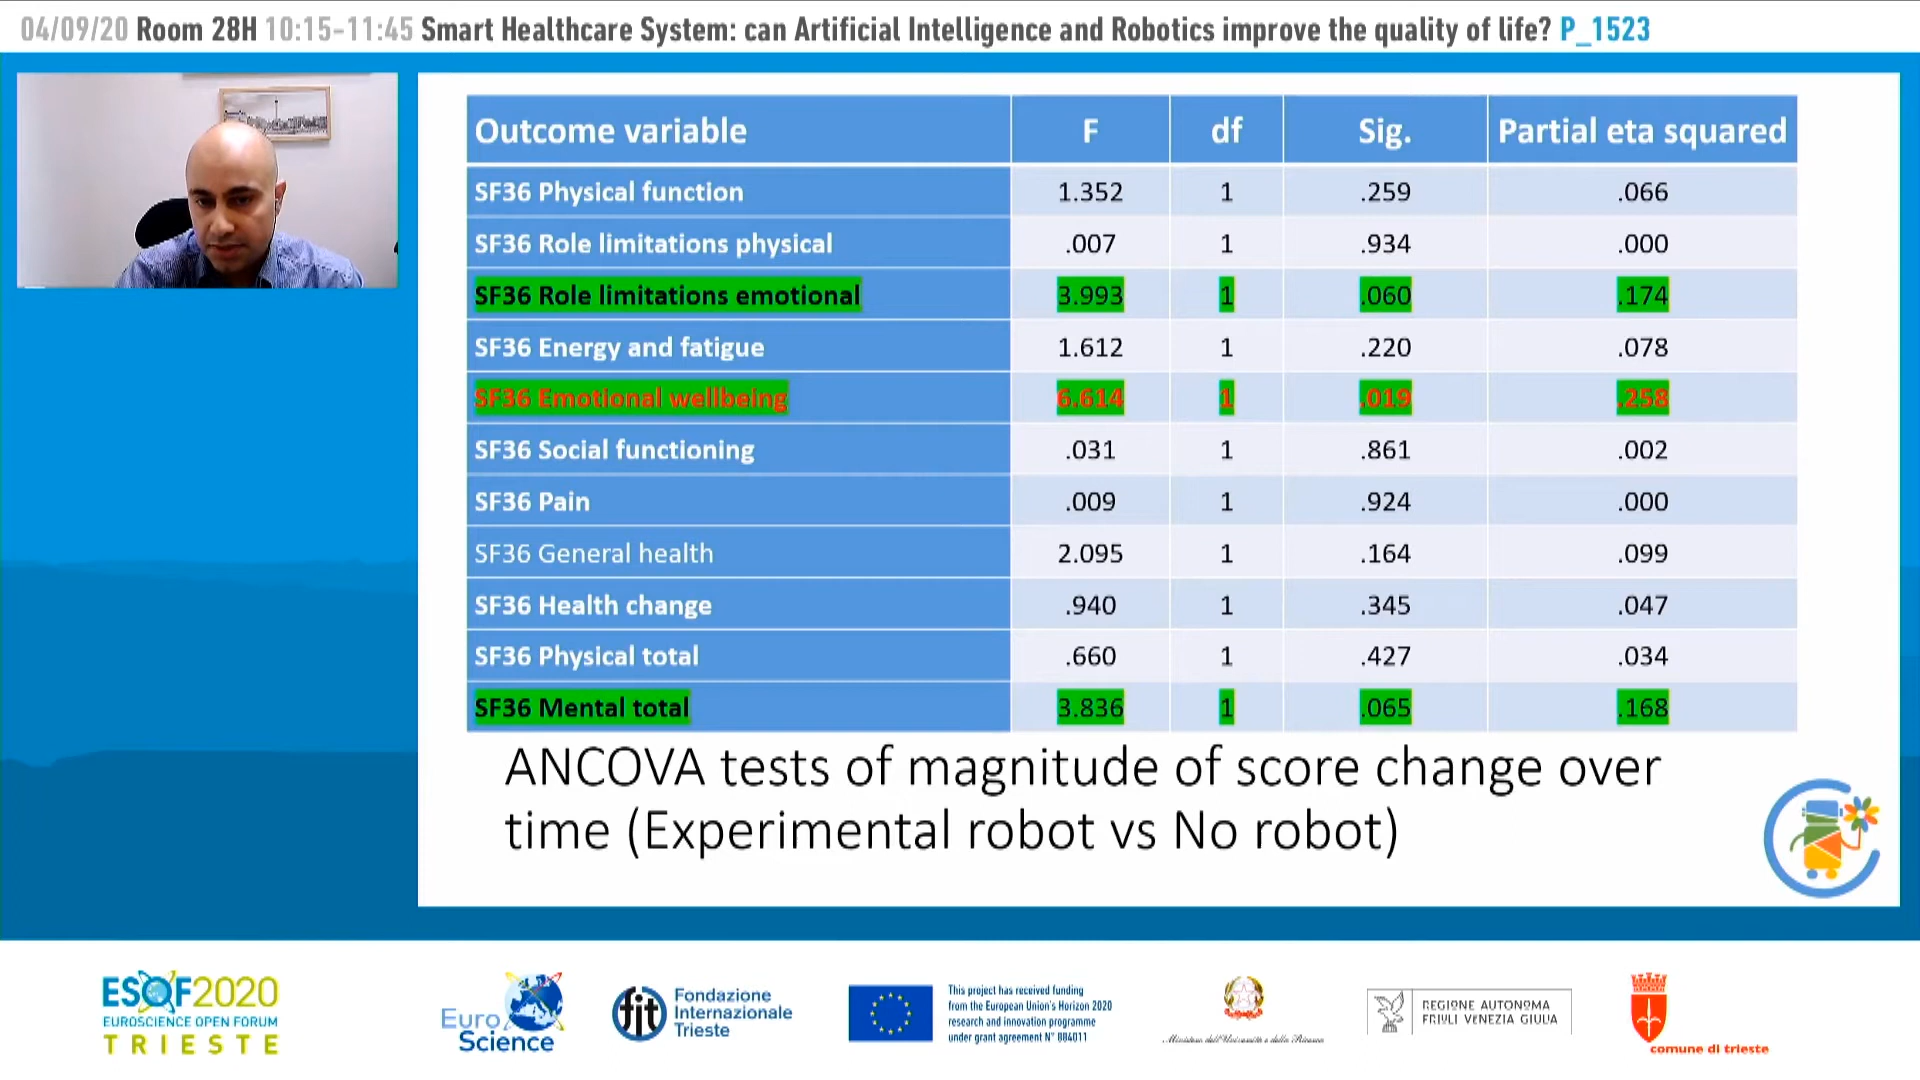 04/09/20 Room 28H 10:15-11:45 Smart Healthcare System: can Artificial Intelligence and Robotics improve the quality of life? P_1523
Outcome variable F df Sig. Partial eta squared
SF36 Physical function 1.352 1 .259 .066
SF36 Role limitations physical .007 1 .934 .000
SF36 Role limitations emotional 3.993 1 .060 .174
SF36 Energy and fatigue 1.612 1 .220 .078
SF36 Emotional wellbeing 6.614 1 .019 .258
SF36 Social functioning .031 1 .861 .002
SF36 Pain .009 1 .924 .000
SF36 General health 2.095 1 .164 .099
SF36 Health change .940 1 .345 .047
SF36 Physical total .660 1 .427 .034
SF36 Mental total 3.836 1 .065 .168
ANCOVA tests of magnitude of score change over
time (Experimental robot vs No robot)
ESOF2020
EUROSCIENCE OPEN FORUM
TRIESTE
Euro
Science
fit
Fondazione
Internazionale
Trieste
This project has received funding
from the European Union's Horizon 2020
research and innovation programme
under grant agreement N° 884011
Ministero dell'Università e della Ricerca
REGIONE AUTONOMA
FRIULI VENEZIA GIULIA
comune di trieste